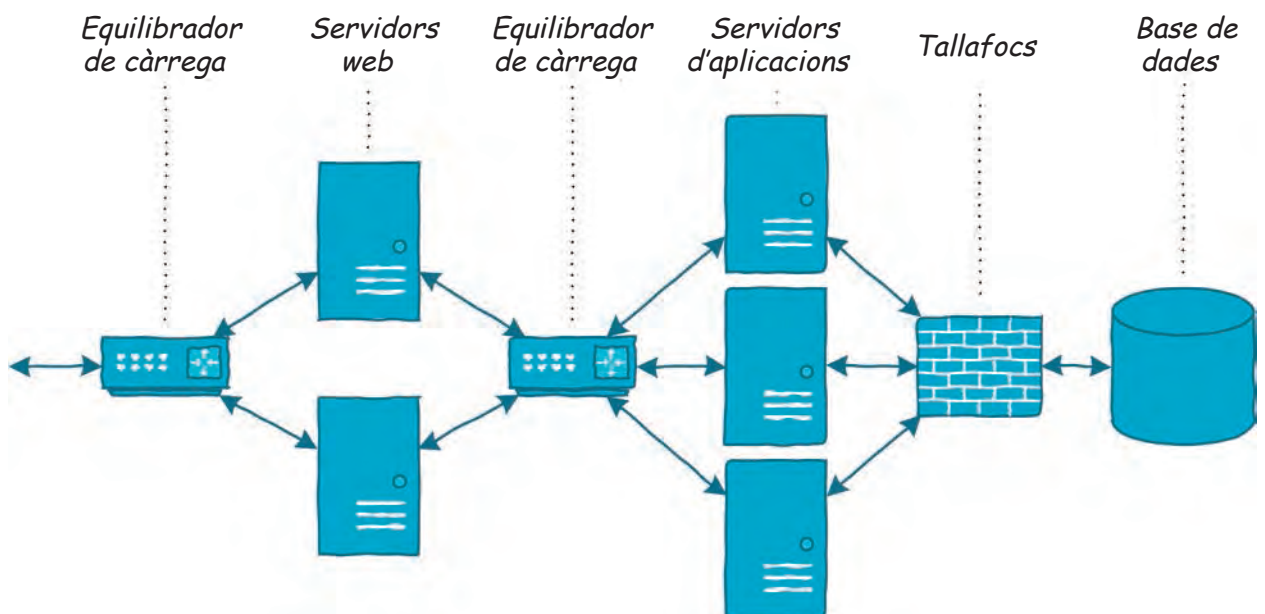 Equilibrador
de càrrega
Servidors
web
Equilibrador
de càrrega
Servidors
d'aplicacions
Tallafocs
Base de
dades